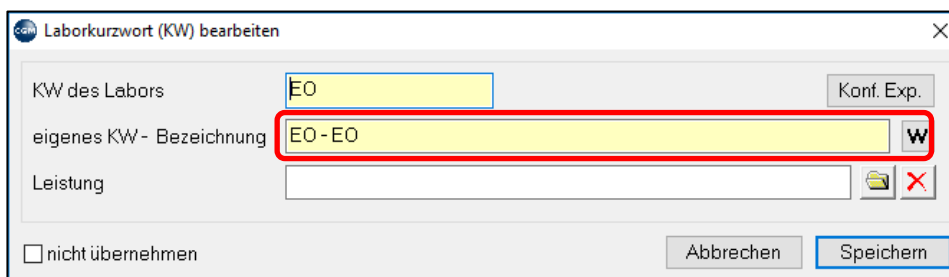 CGM Laborkurzwort (KW) bearbeiten
KW des Labors EO Konf. Exp.
eigenes KW - Bezeichnung EO - EO W
Leistung
nicht übernehmen Abbrechen Speichern